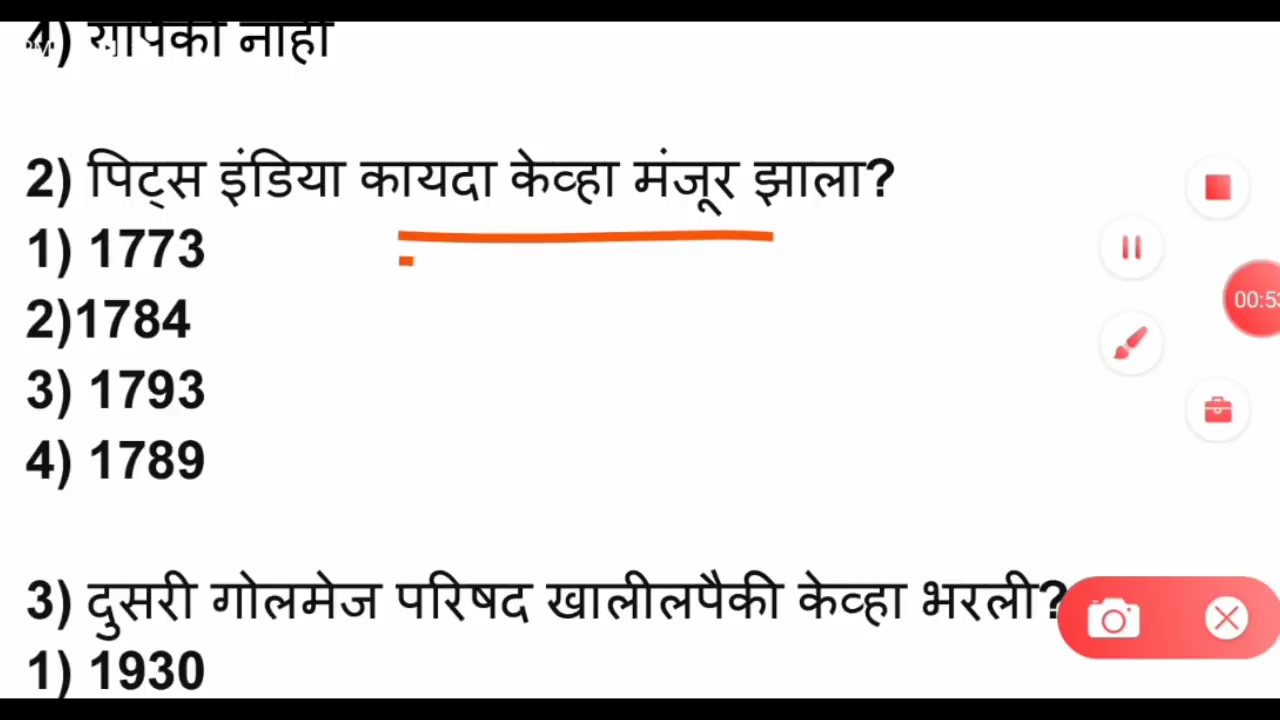 4) यापैकी नाही
2) पिट्स इंडिया कायदा केव्हा मंजूर झाला?
1) 1773
2)1784
3) 1793
4) 1789
00:53
3) दुसरी गोलमेज परिषद खालीलपैकी केव्हा भरली?
1) 1930